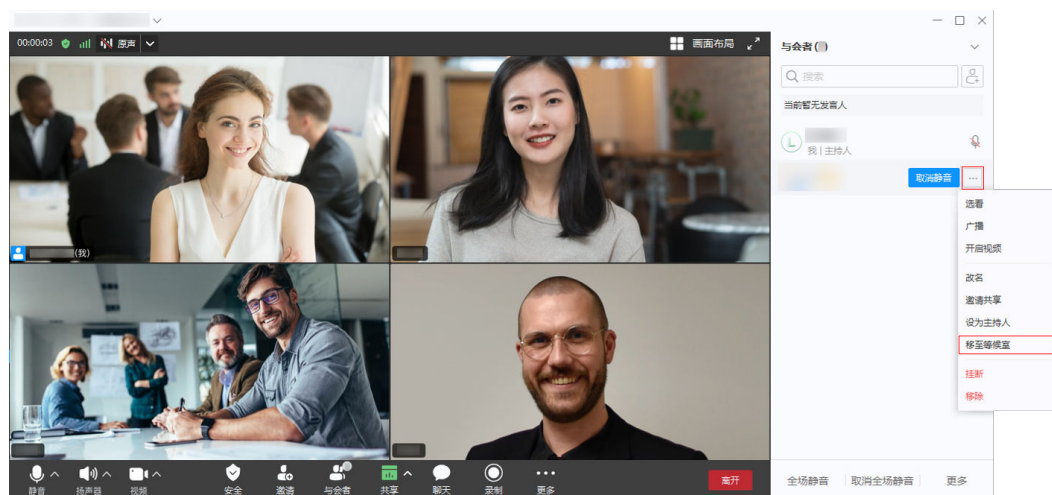 00:00:03 原声
画面布局
(我)
静音
扬声器
视频
安全
邀请
与会者
共享
聊天
录制
更多
离开
与会者 ( )
搜索
当前暂无发言人
L
我 | 主持人
取消静音 ...
选看
广播
开启视频
改名
邀请共享
设为主持人
移至等候室
挂断
移除
全场静音 取消全场静音 更多